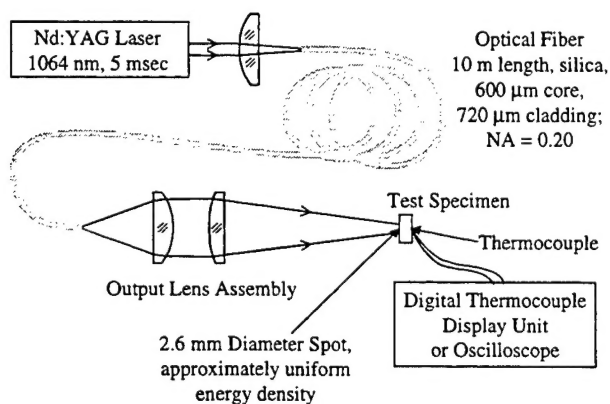 Nd:YAG Laser
1064 nm, 5 msec
Optical Fiber
10 m length, silica,
600 µm core,
720 µm cladding;
NA = 0.20
Test Specimen
Thermocouple
Output Lens Assembly
Digital Thermocouple
Display Unit
or Oscilloscope
2.6 mm Diameter Spot,
approximately uniform
energy density